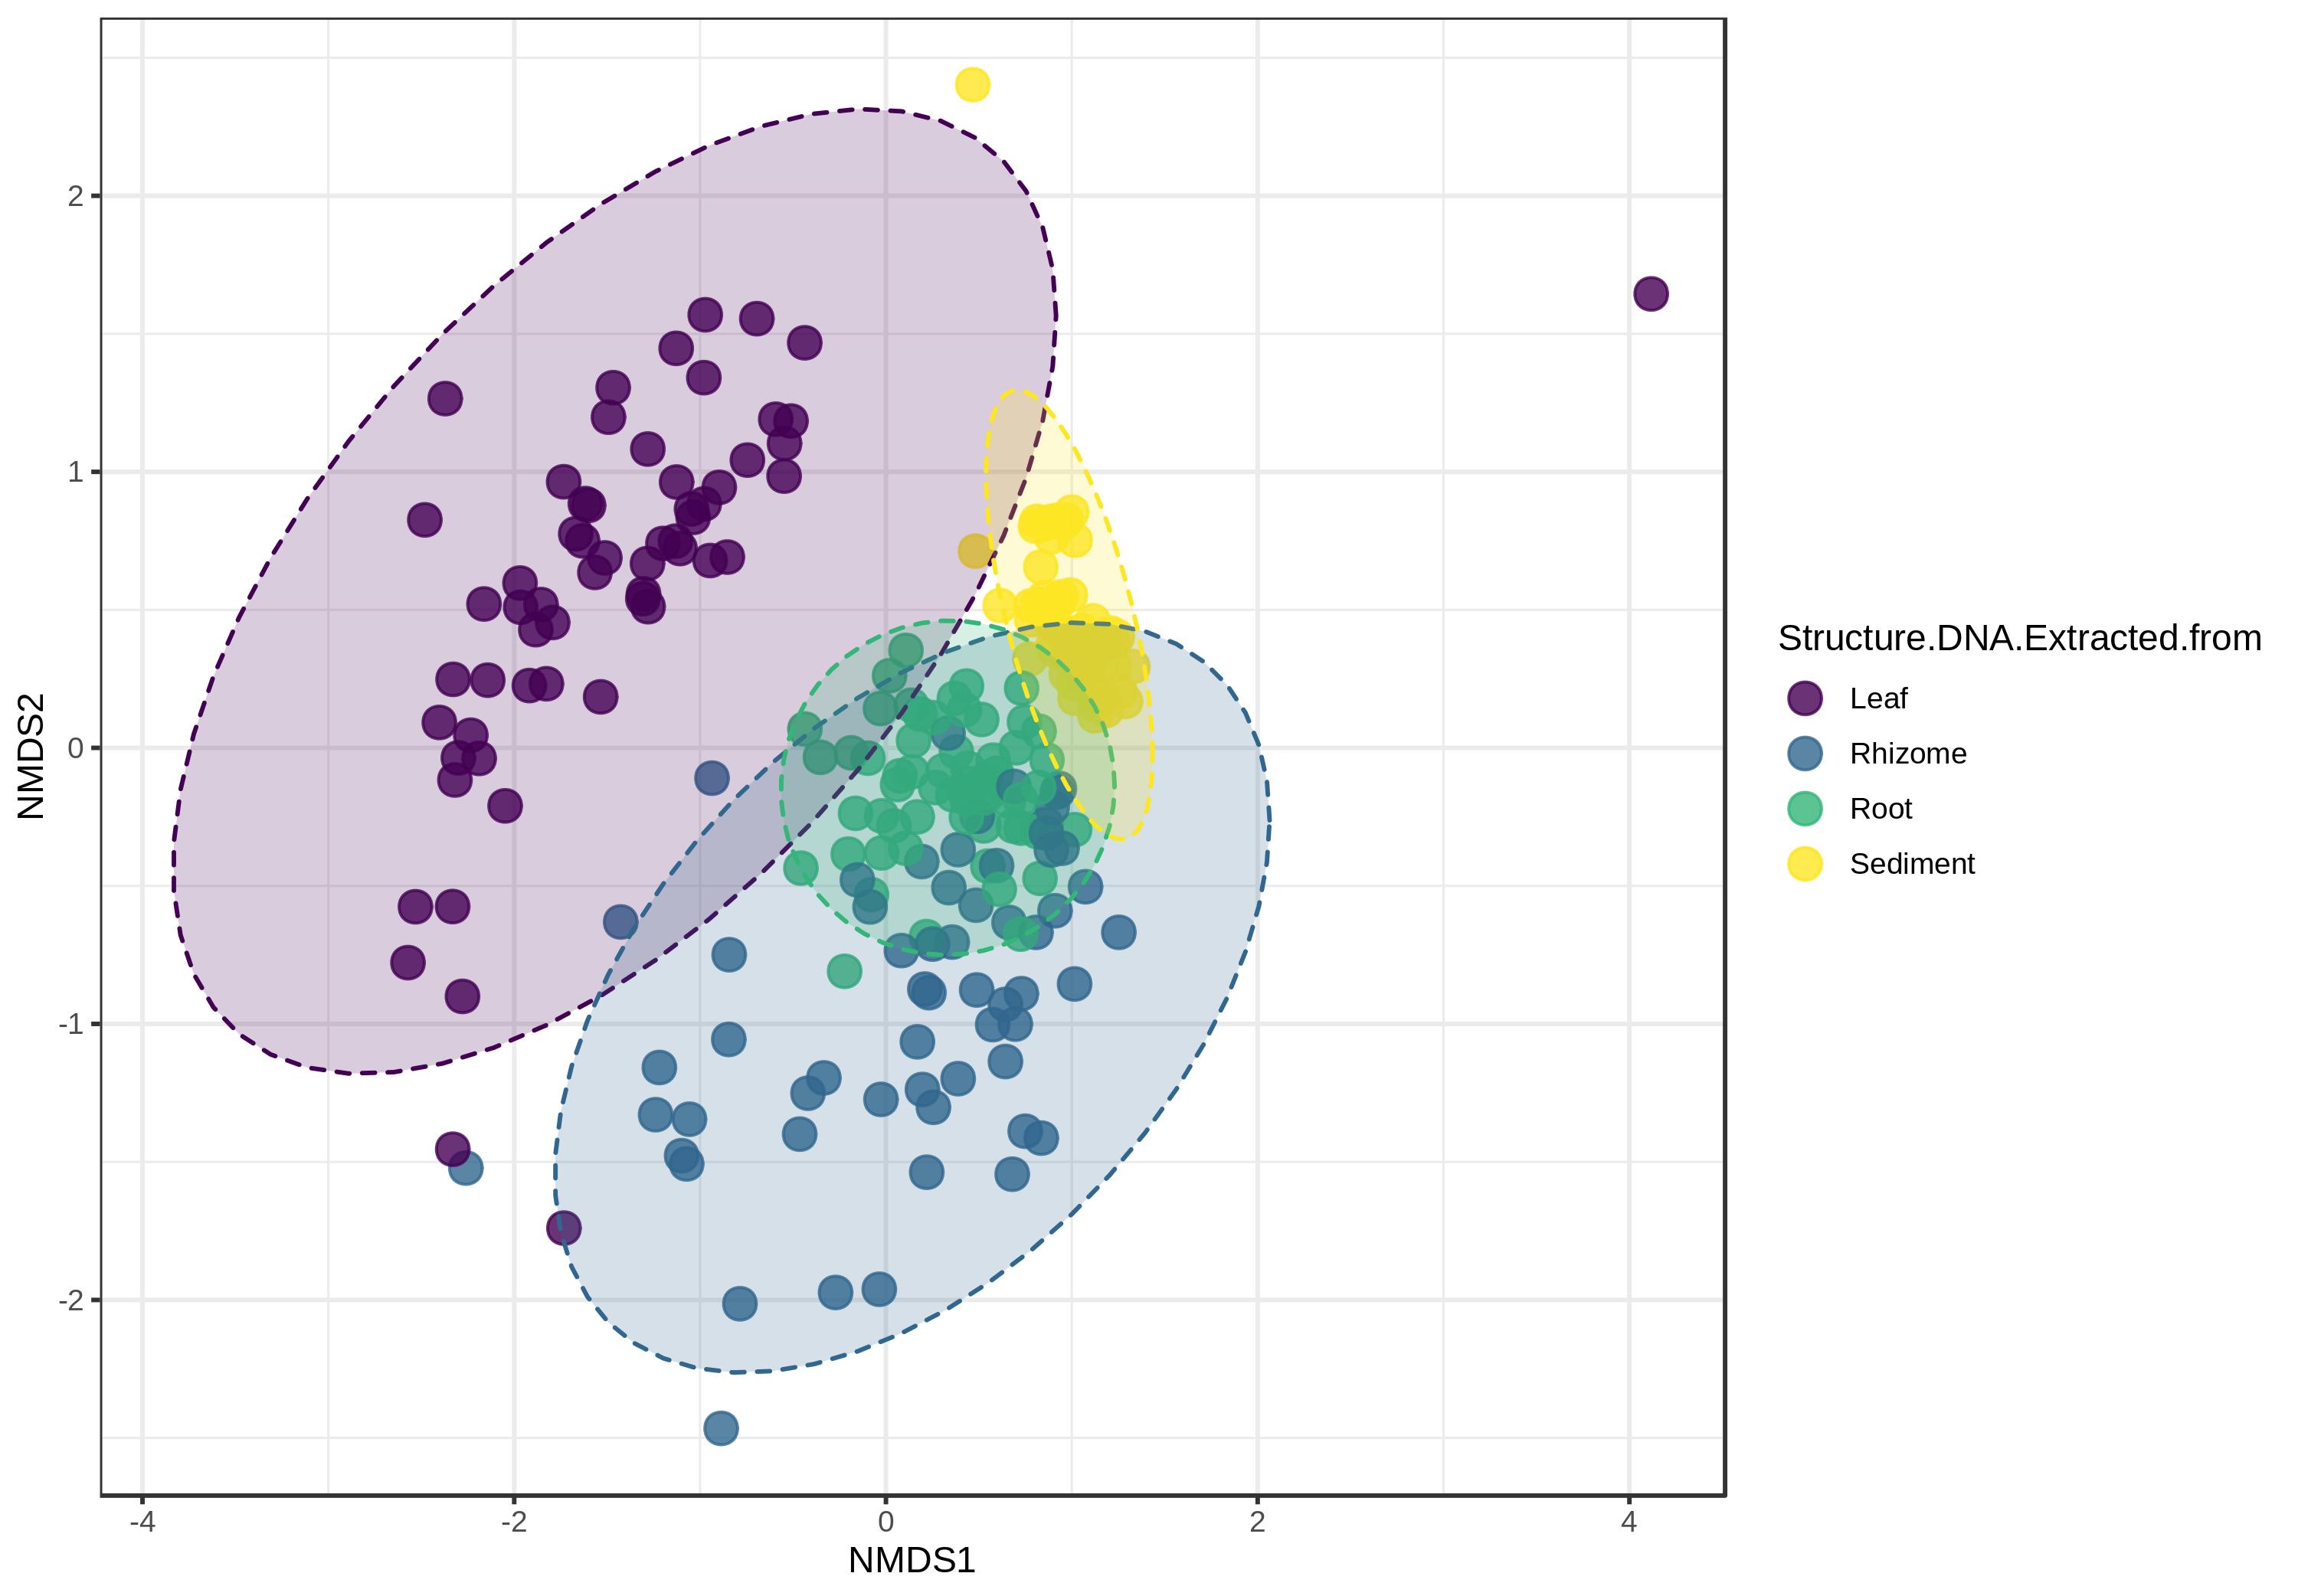 2
1
0
-1
-2
NMDS2
-4
-2
0
2
4
NMDS1
Structure.DNA.Extracted.from
Leaf
Rhizome
Root
Sediment